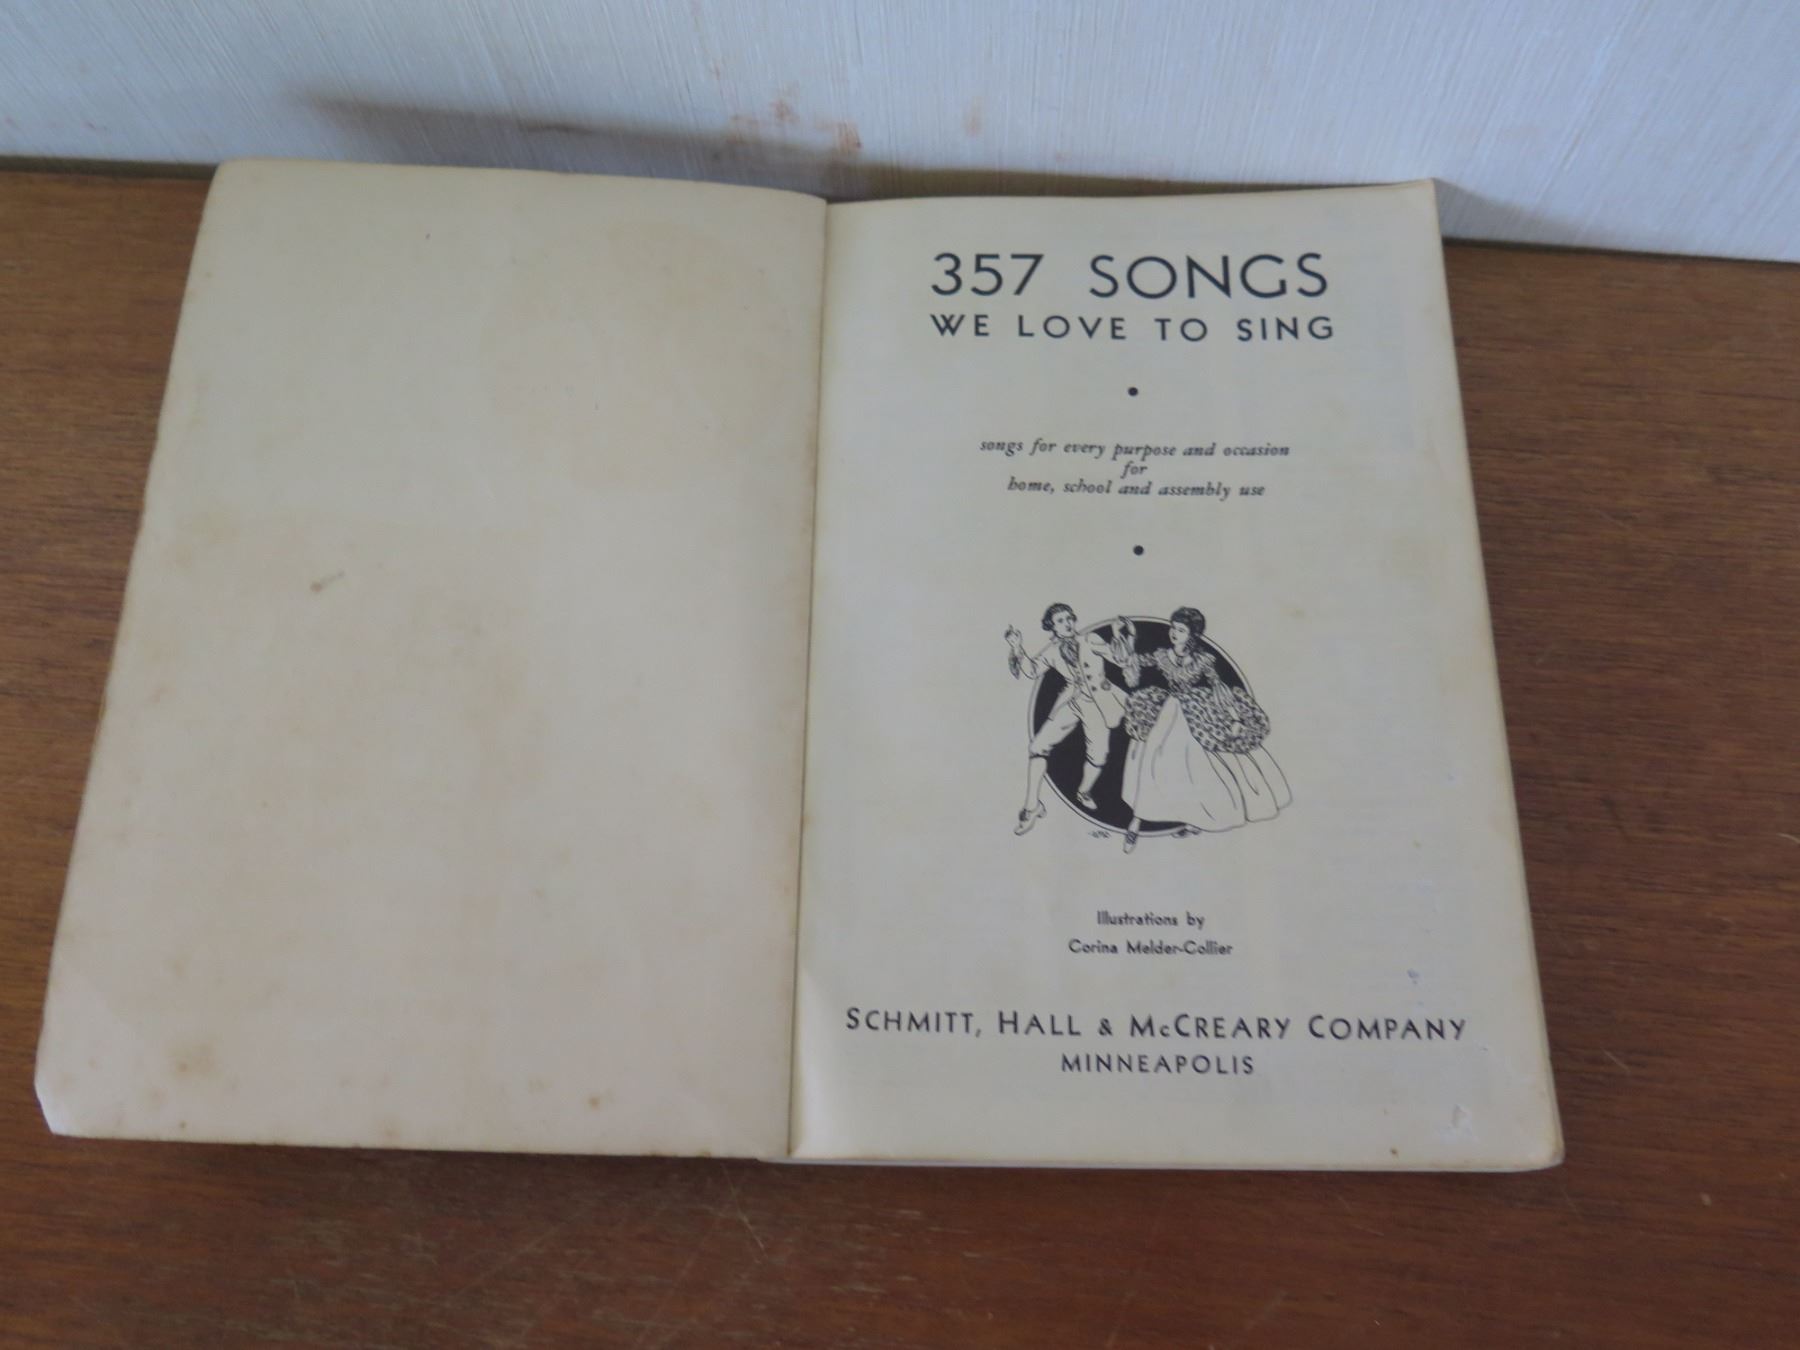 357 SONGS
WE LOVE TO SING
songs for every purpose and occasion
for
home, school and assembly use
Illustrations by
Corina Melder-Collier
SCHMITT, HALL & McCREARY COMPANY
MINNEAPOLIS